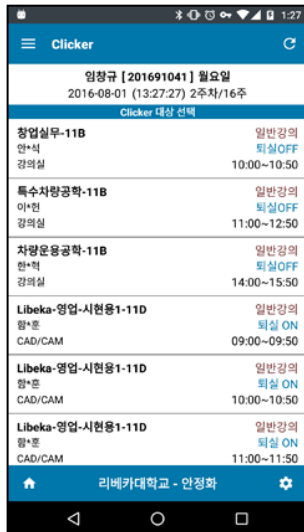 1:27
Clicker
임창규 [ 201691041 ] 월요일
2016-08-01 (13:27:27) 2주차/16주
Clicker 대상 선택
창업실무-11B 일반강의
안*석 퇴실OFF
강의실 10:00~10:50
특수차량공학-11B 일반강의
이*헌 퇴실OFF
강의실 11:00~12:50
차량운용공학-11B 일반강의
한*혁 퇴실OFF
강의실 14:00~15:50
Libeka-영업-시현용1-11D 일반강의
함*훈 퇴실 ON
CAD/CAM 09:00~09:50
Libeka-영업-시현용1-11D 일반강의
함*훈 퇴실 ON
CAD/CAM 10:00~10:50
Libeka-영업-시현용1-11D 일반강의
함*훈 퇴실 ON
CAD/CAM 11:00~11:50
리베카대학교 - 안정화